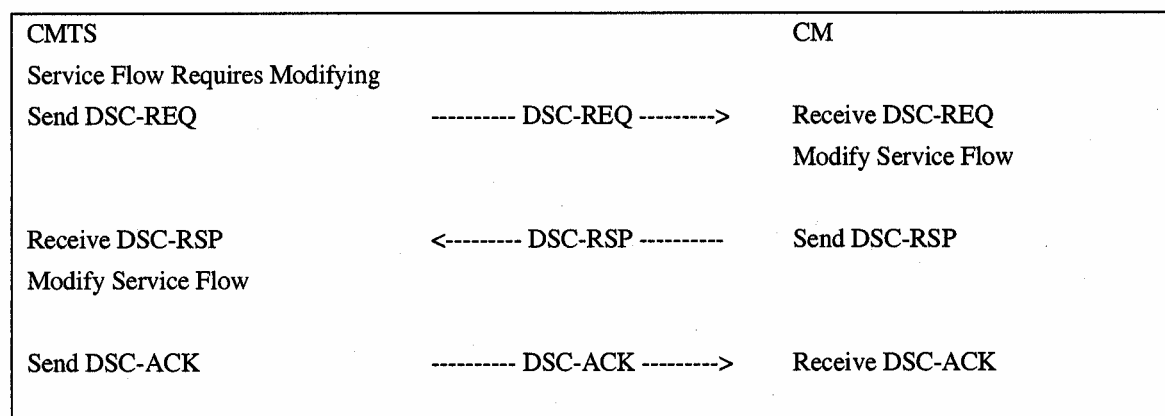 CMTS CM
Service Flow Requires Modifying
Send DSC-REQ ---------- DSC-REQ ---------> Receive DSC-REQ
Modify Service Flow
Receive DSC-RSP <--------- DSC-RSP ---------- Send DSC-RSP
Modify Service Flow
Send DSC-ACK ---------- DSC-ACK ---------> Receive DSC-ACK